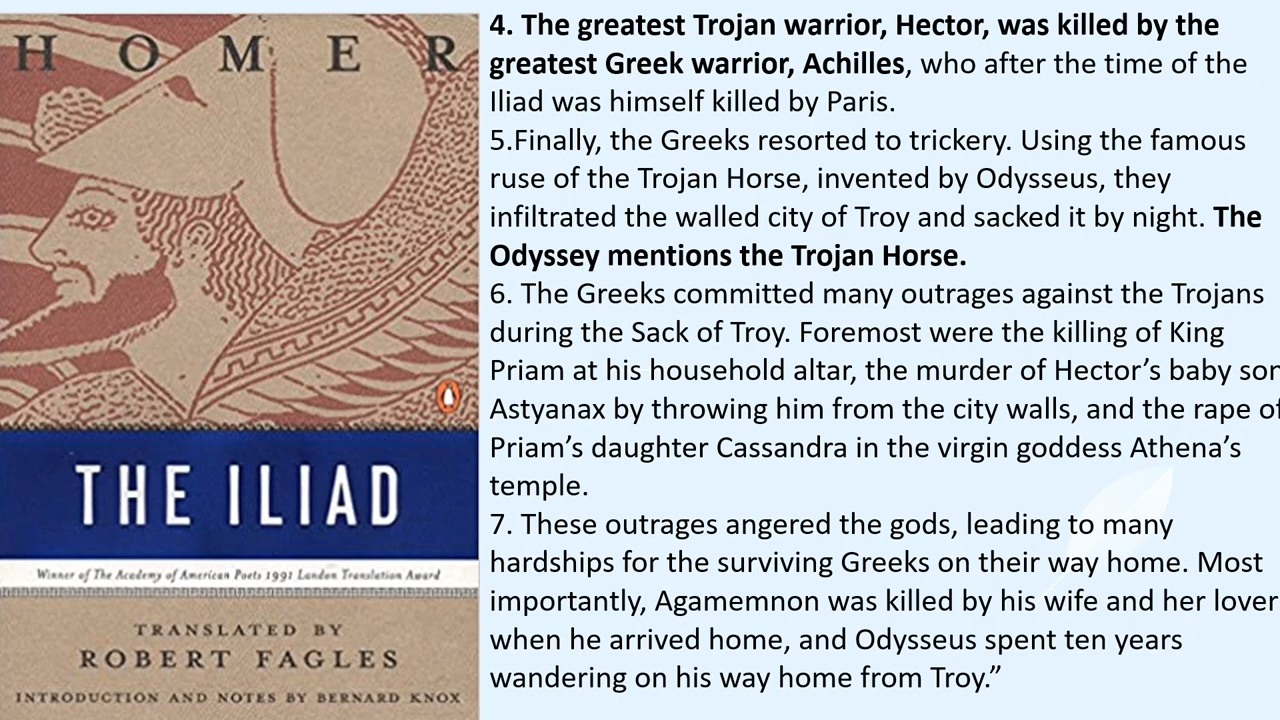 HOMER
THE ILIAD
Winner of The Academy of American Poets 1991 Landon Translation Award
TRANSLATED BY
ROBERT FAGLES
INTRODUCTION AND NOTES BY BERNARD KNOX
4. The greatest Trojan warrior, Hector, was killed by the
greatest Greek warrior, Achilles, who after the time of the
Iliad was himself killed by Paris.
5.Finally, the Greeks resorted to trickery. Using the famous
ruse of the Trojan Horse, invented by Odysseus, they
infiltrated the walled city of Troy and sacked it by night. The
Odyssey mentions the Trojan Horse.
6. The Greeks committed many outrages against the Trojans
during the Sack of Troy. Foremost were the killing of King
Priam at his household altar, the murder of Hector’s baby son
Astyanax by throwing him from the city walls, and the rape of
Priam’s daughter Cassandra in the virgin goddess Athena’s
temple.
7. These outrages angered the gods, leading to many
hardships for the surviving Greeks on their way home. Most
importantly, Agamemnon was killed by his wife and her lover
when he arrived home, and Odysseus spent ten years
wandering on his way home from Troy.”